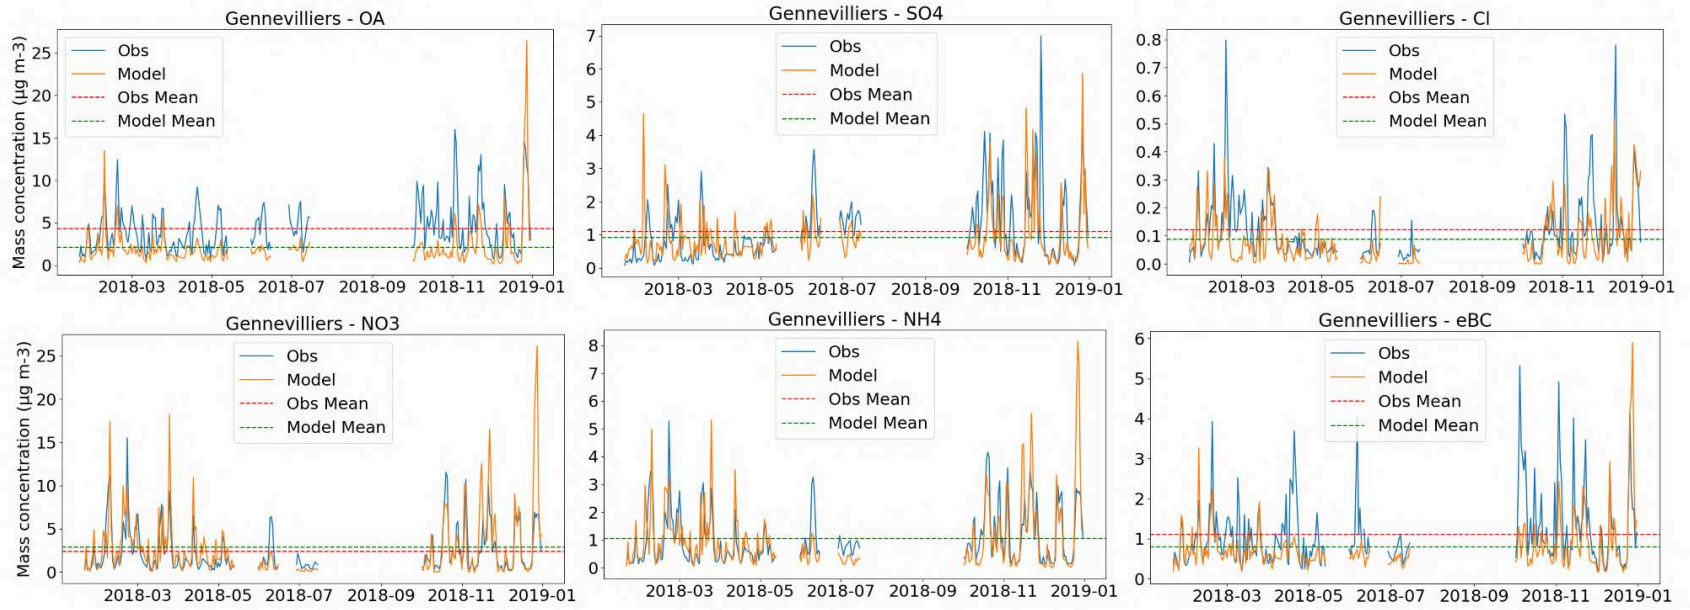 Gennevilliers - OA
Mass concentration (µg m-3)
25
20
15
10
5
0
Obs
Model
Obs Mean
Model Mean
2018-03 2018-05 2018-07 2018-09 2018-11 2019-01
Gennevilliers - SO4
7
6
5
4
3
2
1
0
Obs
Model
Obs Mean
Model Mean
2018-03 2018-05 2018-07 2018-09 2018-11 2019-01
Gennevilliers - Cl
0.8
0.7
0.6
0.5
0.4
0.3
0.2
0.1
0.0
Obs
Model
Obs Mean
Model Mean
2018-03 2018-05 2018-07 2018-09 2018-11 2019-01
Gennevilliers - NO3
Mass concentration (µg m-3)
25
20
15
10
5
0
Obs
Model
Obs Mean
Model Mean
2018-03 2018-05 2018-07 2018-09 2018-11 2019-01
Gennevilliers - NH4
8
7
6
5
4
3
2
1
0
Obs
Model
Obs Mean
Model Mean
2018-03 2018-05 2018-07 2018-09 2018-11 2019-01
Gennevilliers - eBC
6
5
4
3
2
1
0
Obs
Model
Obs Mean
Model Mean
2018-03 2018-05 2018-07 2018-09 2018-11 2019-01